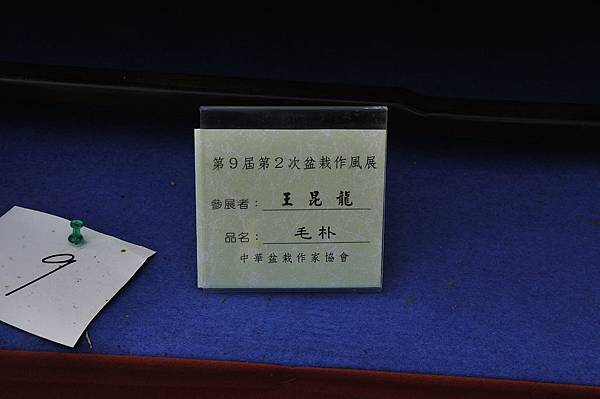 第9屆第2次盆栽作風展
參展者：王昆龍
品名：毛朴
中華盆栽作家協會
9